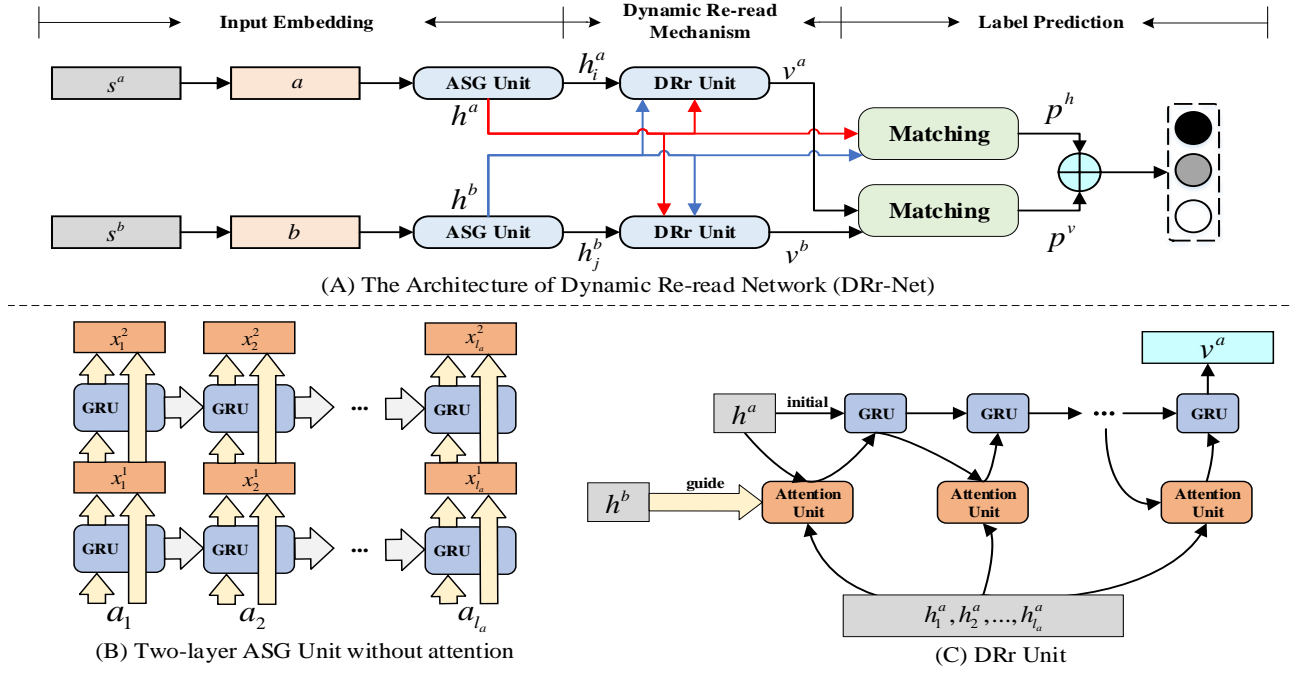 Input Embedding
Dynamic Re-read
Mechanism
Label Prediction
s^a
a
ASG Unit
h_i^a
DRr Unit
v^a
h^a
Matching
p^h
h^b
Matching
s^b
b
ASG Unit
h_j^b
DRr Unit
v^b
p^v
(A) The Architecture of Dynamic Re-read Network (DRr-Net)
x_1^2
x_2^2
x_{l_a}^2
GRU
GRU
...
GRU
x_1^1
x_2^1
x_{l_a}^1
GRU
GRU
...
GRU
a_1
a_2
a_{l_a}
(B) Two-layer ASG Unit without attention
v^a
h^a
initial
GRU
GRU
...
GRU
h^b
guide
Attention
Unit
Attention
Unit
Attention
Unit
h_1^a, h_2^a, ..., h_{l_a}^a
(C) DRr Unit